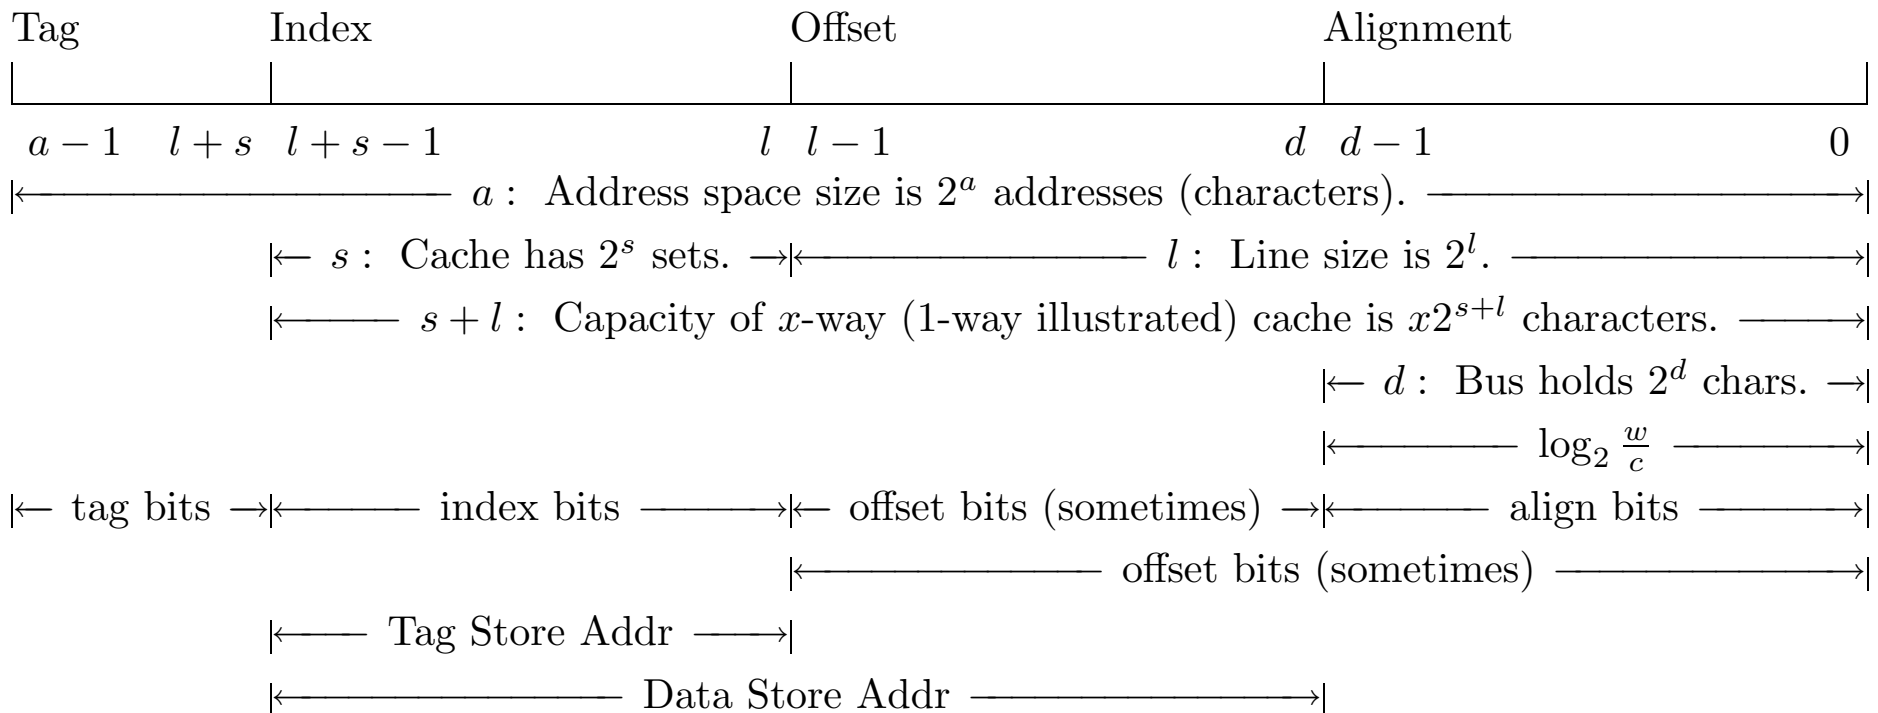 Tag Index Offset Alignment
a − 1 l + s l + s − 1 l l − 1 d d − 1 0
a : Address space size is 2^a addresses (characters).
s : Cache has 2^s sets. l : Line size is 2^l.
s + l : Capacity of x-way (1-way illustrated) cache is x2^{s+l} characters.
d : Bus holds 2^d chars.
log_2 w/c
tag bits index bits offset bits (sometimes) align bits
offset bits (sometimes)
Tag Store Addr
Data Store Addr